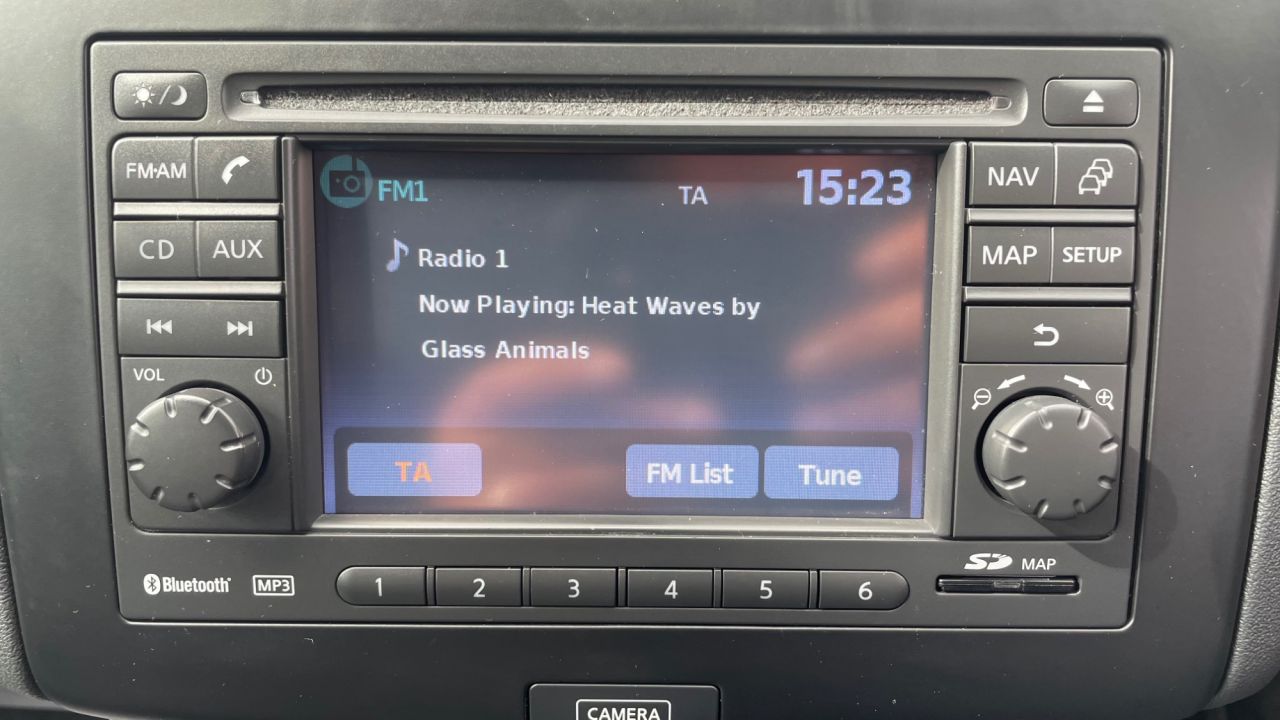 FM·AM
CD AUX
VOL
FM1 TA 15:23
Radio 1
Now Playing: Heat Waves by
Glass Animals
TA FM List Tune
NAV
MAP SETUP
Bluetooth MP3
1 2 3 4 5 6
SD MAP
CAMERA